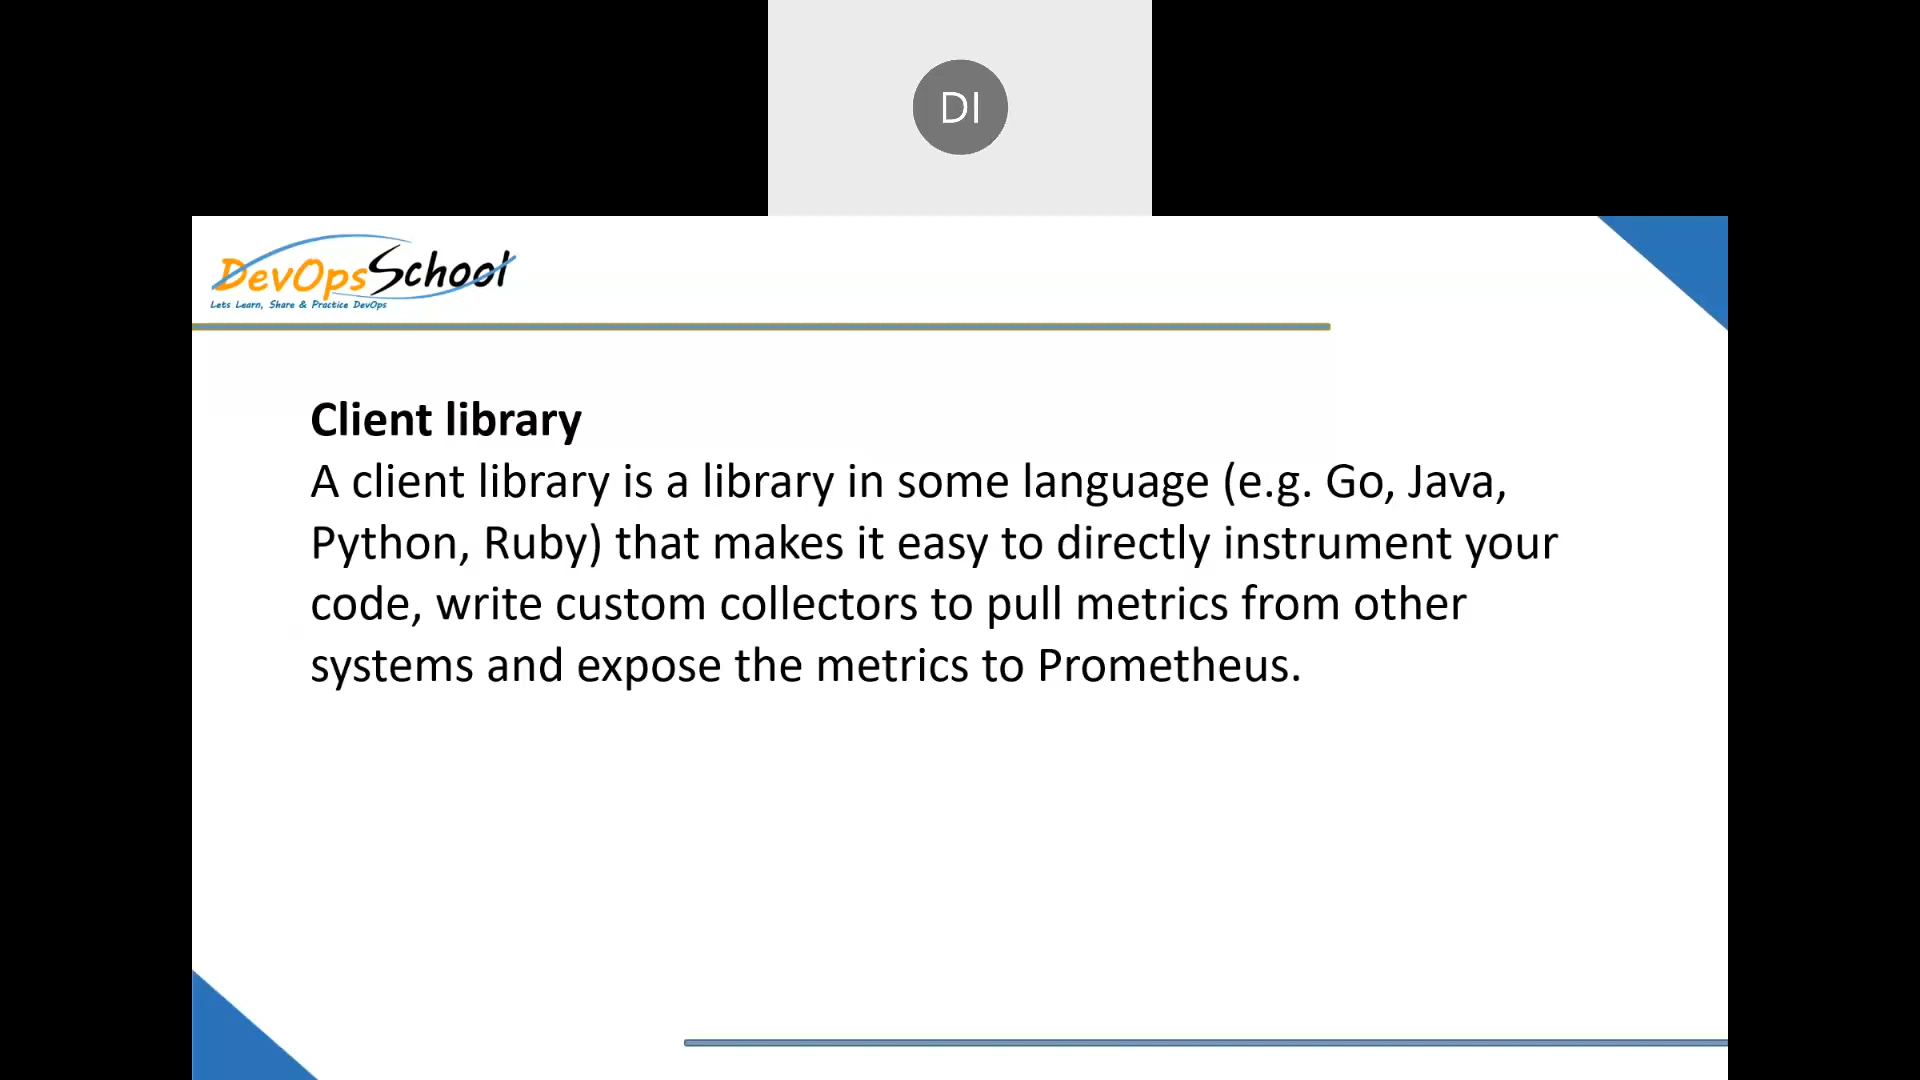 DI
DevOpsSchool
Lets Learn, Share & Practice DevOps
Client library
A client library is a library in some language (e.g. Go, Java,
Python, Ruby) that makes it easy to directly instrument your
code, write custom collectors to pull metrics from other
systems and expose the metrics to Prometheus.